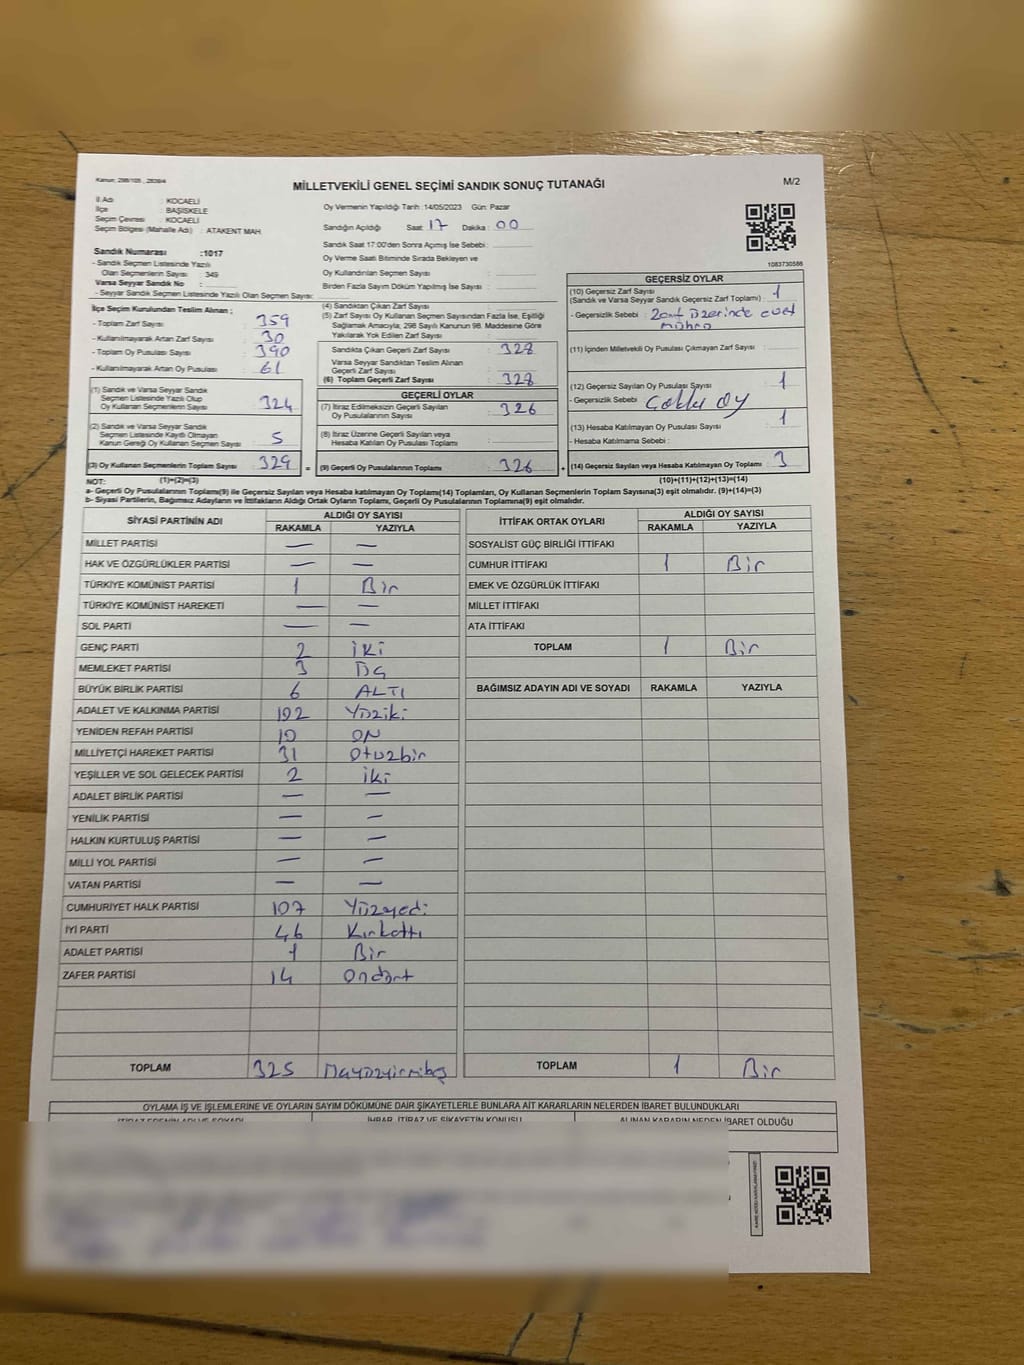 Kanun; 298/105 , 2839/4
MİLLETVEKİLİ GENEL SEÇİMİ SANDIK SONUÇ TUTANAĞI
M/2
İl Adı : KOCAELİ
İlçe : BAŞİSKELE
Seçim Çevresi : KOCAELİ
Seçim Bölgesi (Mahalle Adı) : ATAKENT MAH.
Oy Vermenin Yapıldığı Tarih :14/05/2023 Gün: Pazar
Sandığın Açıldığı Saat: 17 Dakika : 00
Sandık Saat 17:00'den Sonra Açılmış İse Sebebi :
Oy Verme Saati Bitiminde Sırada Bekleyen ve
Oy Kullandırılan Seçmen Sayısı :
Birden Fazla Sayım Döküm Yapılmış İse Sayısı :
Sandık Numarası :1017
- Sandık Seçmen Listesinde Yazılı
Olan Seçmenlerin Sayısı : 349
Varsa Seyyar Sandık No :
- Seyyar Sandık Seçmen Listesinde Yazılı Olan Seçmen Sayısı:
1083730586
İlçe Seçim Kurulundan Teslim Alınan ;
- Toplam Zarf Sayısı : 359
- Kullanılmayarak Artan Zarf Sayısı : 30
- Toplam Oy Pusulası Sayısı : 390
- Kullanılmayarak Artan Oy Pusulası : 61
(1) Sandık ve Varsa Seyyar Sandık
Seçmen Listesinde Yazılı Olup
Oy Kullanan Seçmenlerin Sayısı : 324
(2) Sandık ve Varsa Seyyar Sandık
Seçmen Listesinde Kayıtlı Olmayan
Kanun Gereği Oy Kullanan Seçmen Sayısı : 5
(3) Oy Kullanan Seçmenlerin Toplam Sayısı : 329 =
(4) Sandıktan Çıkan Zarf Sayısı :
(5) Zarf Sayısı Oy Kullanan Seçmen Sayısından Fazla İse, Eşitliği
Sağlamak Amacıyla; 298 Sayılı Kanunun 98. Maddesine Göre
Yakılarak Yok Edilen Zarf Sayısı :
Sandıkta Çıkan Geçerli Zarf Sayısı : 328
Varsa Seyyar Sandıktan Teslim Alınan
Geçerli Zarf Sayısı :
(6) Toplam Geçerli Zarf Sayısı : 328
GEÇERLİ OYLAR
(7) İtiraz Edilmeksizin Geçerli Sayılan
Oy Pusulalarının Sayısı : 326
(8) İtiraz Üzerine Geçerli Sayılan veya
Hesaba Katılan Oy Pusulası Toplamı :
(9) Geçerli Oy Pusulalarının Toplamı : 326 +
GEÇERSİZ OYLAR
(10) Geçersiz Zarf Sayısı
(Sandık ve Varsa Seyyar Sandık Geçersiz Zarf Toplamı) : 1
- Geçersizlik Sebebi : Zarf üzerinde evet
mührü
(11) İçinden Milletvekili Oy Pusulası Çıkmayan Zarf Sayısı :
(12) Geçersiz Sayılan Oy Pusulası Sayısı : 1
- Geçersizlik Sebebi : Çoklu oy
(13) Hesaba Katılmayan Oy Pusulası Sayısı : 1
- Hesaba Katılmama Sebebi :
(14) Geçersiz Sayılan veya Hesaba Katılmayan Oy Toplamı : 3
NOT: (1)+(2)=(3) (10)+(11)+(12)+(13)=(14)
a- Geçerli Oy Pusulalarının Toplamı(9) ile Geçersiz Sayılan veya Hesaba katılmayan Oy Toplamı(14) Toplamları, Oy Kullanan Seçmenlerin Toplam Sayısına(3) eşit olmalıdır. (9)+(14)=(3)
b- Siyasi Partilerin, Bağımsız Adayların ve İttifakların Aldığı Ortak Oyların Toplamı, Geçerli Oy Pusulalarının Toplamına(9) eşit olmalıdır.
SİYASİ PARTİNİN ADI ALDIĞI OY SAYISI
RAKAMLA YAZIYLA
MİLLET PARTİSİ — —
HAK VE ÖZGÜRLÜKLER PARTİSİ — —
TÜRKİYE KOMÜNİST PARTİSİ 1 Bir
TÜRKİYE KOMÜNİST HAREKETİ — —
SOL PARTİ — —
GENÇ PARTİ 2 iki
MEMLEKET PARTİSİ 3 Üç
BÜYÜK BİRLİK PARTİSİ 6 ALTI
ADALET VE KALKINMA PARTİSİ 102 Yüziki
YENİDEN REFAH PARTİSİ 10 ON
MİLLİYETÇİ HAREKET PARTİSİ 31 Otuzbir
YEŞİLLER VE SOL GELECEK PARTİSİ 2 iki
ADALET BİRLİK PARTİSİ — —
YENİLİK PARTİSİ — —
HALKIN KURTULUŞ PARTİSİ — —
MİLLİ YOL PARTİSİ — —
VATAN PARTİSİ — —
CUMHURİYET HALK PARTİSİ 107 Yüzyedi
İYİ PARTİ 46 Kırkaltı
ADALET PARTİSİ 1 Bir
ZAFER PARTİSİ 14 Ondört
TOPLAM 325 Üçyüzyirmibeş
İTTİFAK ORTAK OYLARI ALDIĞI OY SAYISI
RAKAMLA YAZIYLA
SOSYALİST GÜÇ BİRLİĞİ İTTİFAKI
CUMHUR İTTİFAKI 1 Bir
EMEK VE ÖZGÜRLÜK İTTİFAKI
MİLLET İTTİFAKI
ATA İTTİFAKI
TOPLAM 1 Bir
BAĞIMSIZ ADAYIN ADI VE SOYADI RAKAMLA YAZIYLA
TOPLAM 1 Bir
OYLAMA İŞ VE İŞLEMLERİNE VE OYLARIN SAYIM DÖKÜMÜNE DAİR ŞİKAYETLERLE BUNLARA AİT KARARLARIN NELERDEN İBARET BULUNDUKLARI
İTİRAZ EDENİN ADI VE SOYADI İHBAR, İTİRAZ VE ŞİKAYETİN KONUSU ALINAN KARARIN NEDEN İBARET OLDUĞU